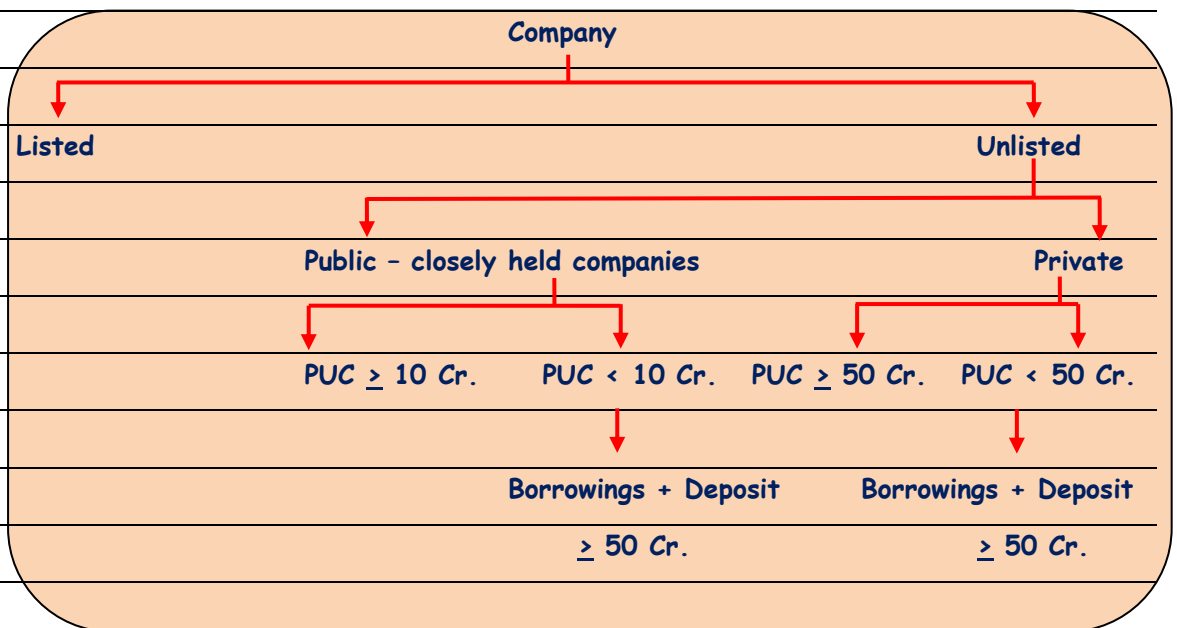 Company
Listed Unlisted
Public – closely held companies Private
PUC ≥ 10 Cr. PUC < 10 Cr. PUC ≥ 50 Cr. PUC < 50 Cr.
Borrowings + Deposit Borrowings + Deposit
≥ 50 Cr. ≥ 50 Cr.